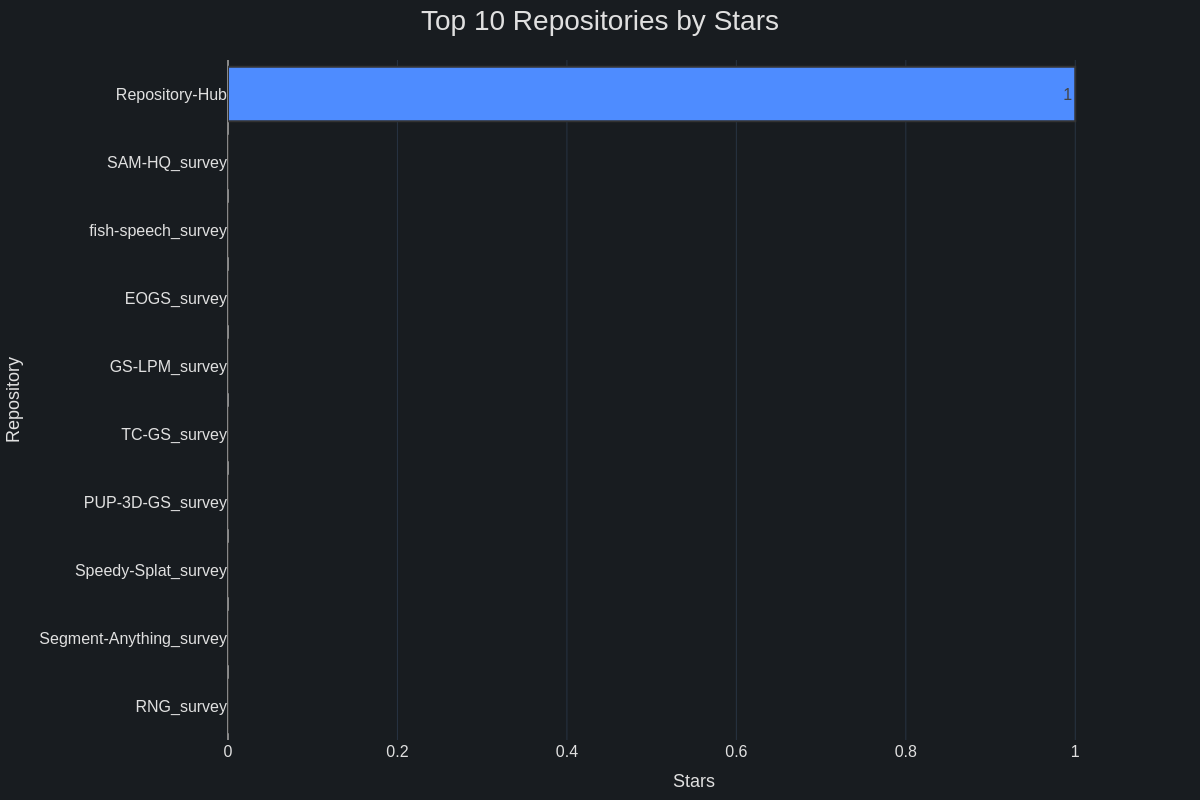 Top 10 Repositories by Stars
Repository-Hub
1
SAM-HQ_survey
fish-speech_survey
EOGS_survey
GS-LPM_survey
TC-GS_survey
PUP-3D-GS_survey
Speedy-Splat_survey
Segment-Anything_survey
RNG_survey
Repository
0 0.2 0.4 0.6 0.8 1
Stars